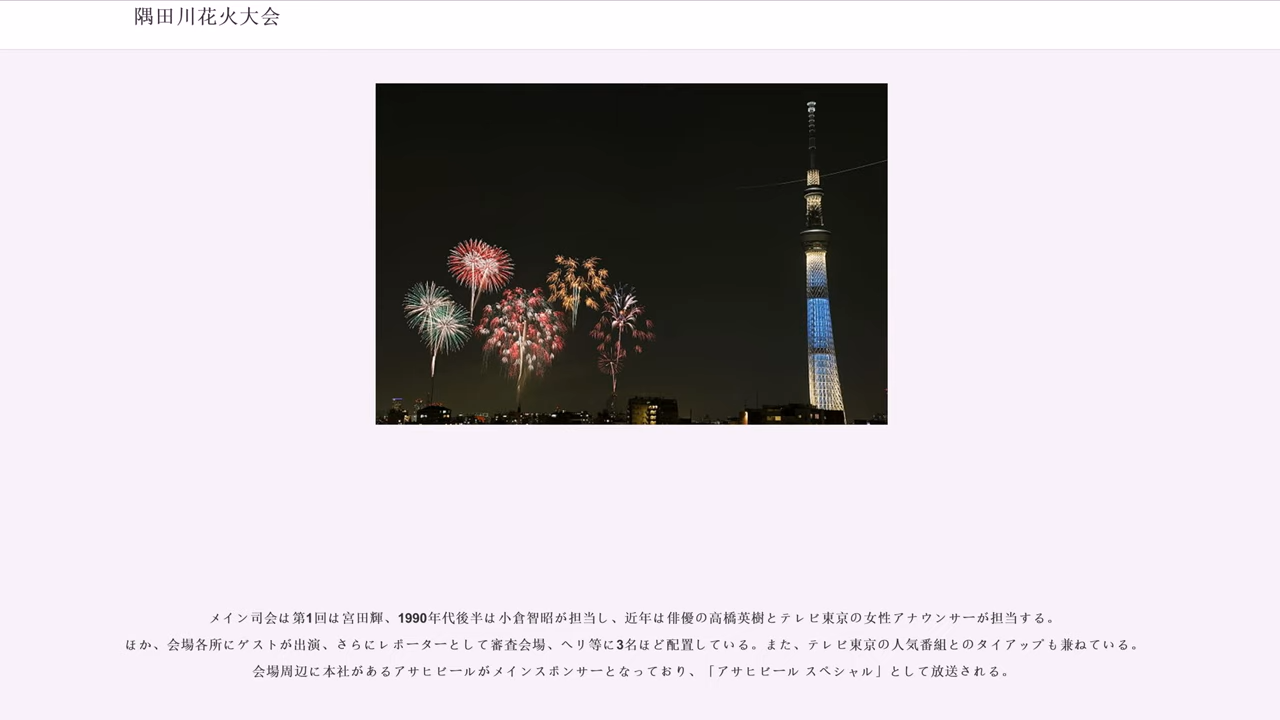 隅田川花火大会
メイン司会は第1回は宮田輝、1990年代後半は小倉智昭が担当し、近年は俳優の高橋英樹とテレビ東京の女性アナウンサーが担当する。
ほか、会場各所にゲストが出演、さらにレポーターとして審査会場、ヘリ等に3名ほど配置している。また、テレビ東京の人気番組とのタイアップも兼ねている。
会場周辺に本社があるアサヒビールがメインスポンサーとなっており、「アサヒビール スペシャル」として放送される。